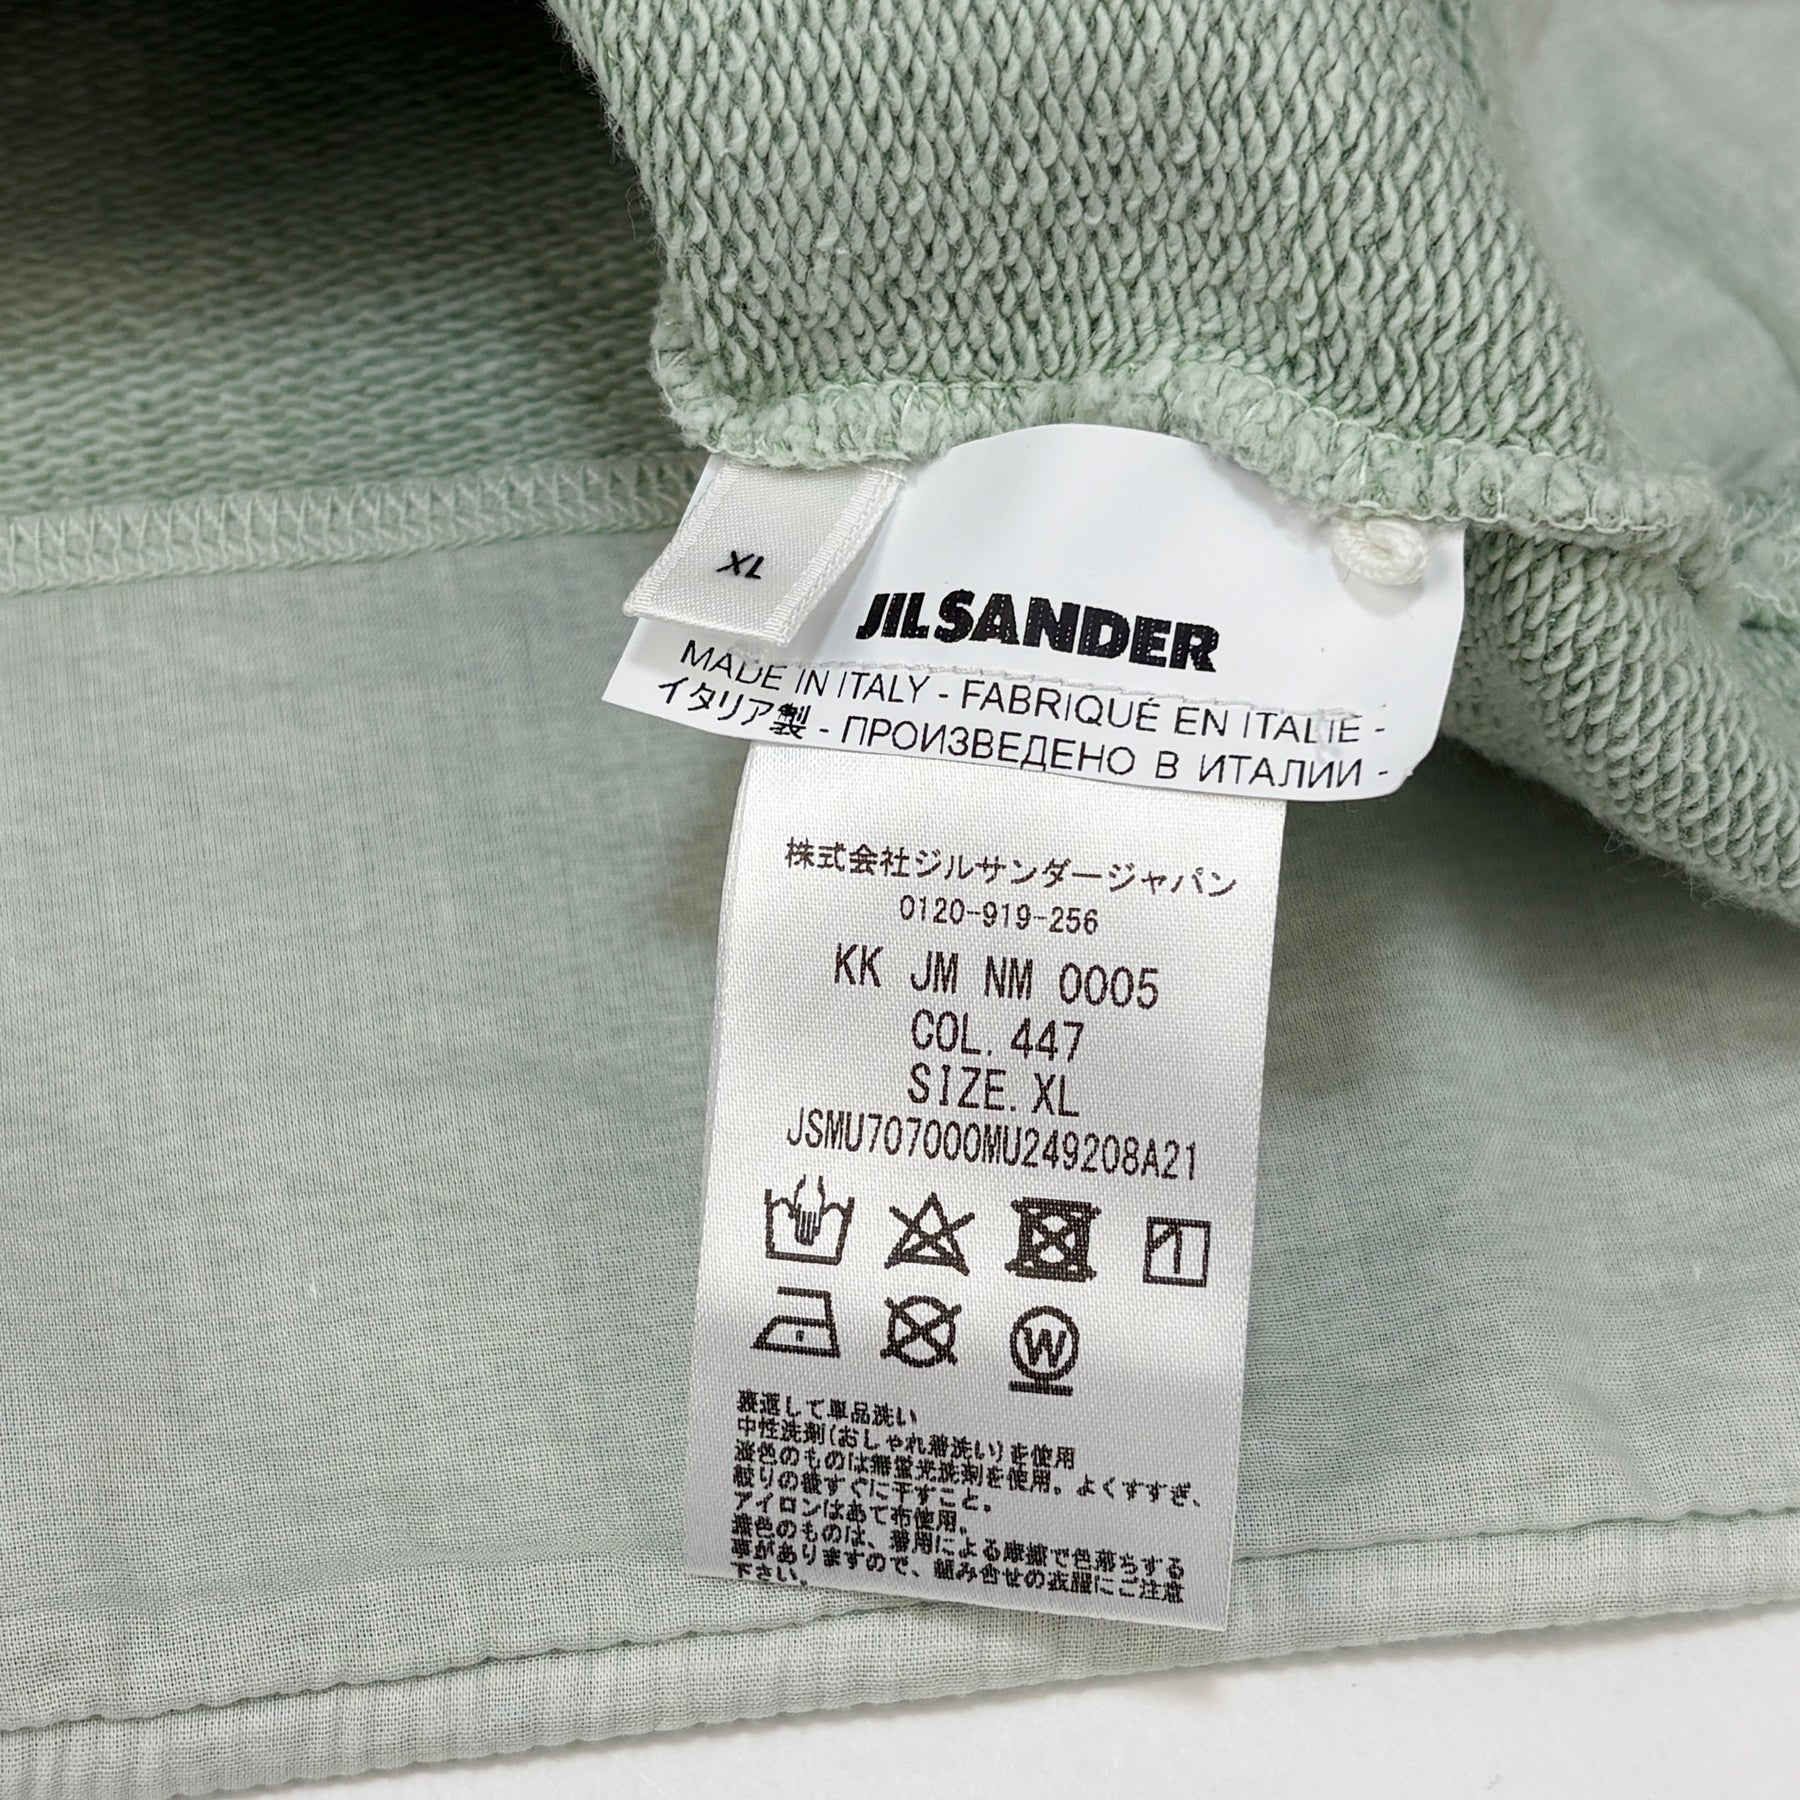 XL
JIL SANDER
MADE IN ITALY - FABRIQUÉ EN ITALIE -
イタリア製 - ПРОИЗВЕДЕНО В ИТАЛИИ -
株式会社ジルサンダージャパン
0120-919-256
KK JM NM 0005
COL. 447
SIZE. XL
JSMU707000MU249208A21
W
裏返して単品洗い
中性洗剤(おしゃれ着洗い)を使用
淡色のものは無蛍光洗剤を使用。よくすすぎ、
絞りの後すぐに干すこと。
アイロンはあて布使用。
濃色のものは、着用による摩擦で色落ちする
事がありますので、組み合せの衣服にご注意
下さい。